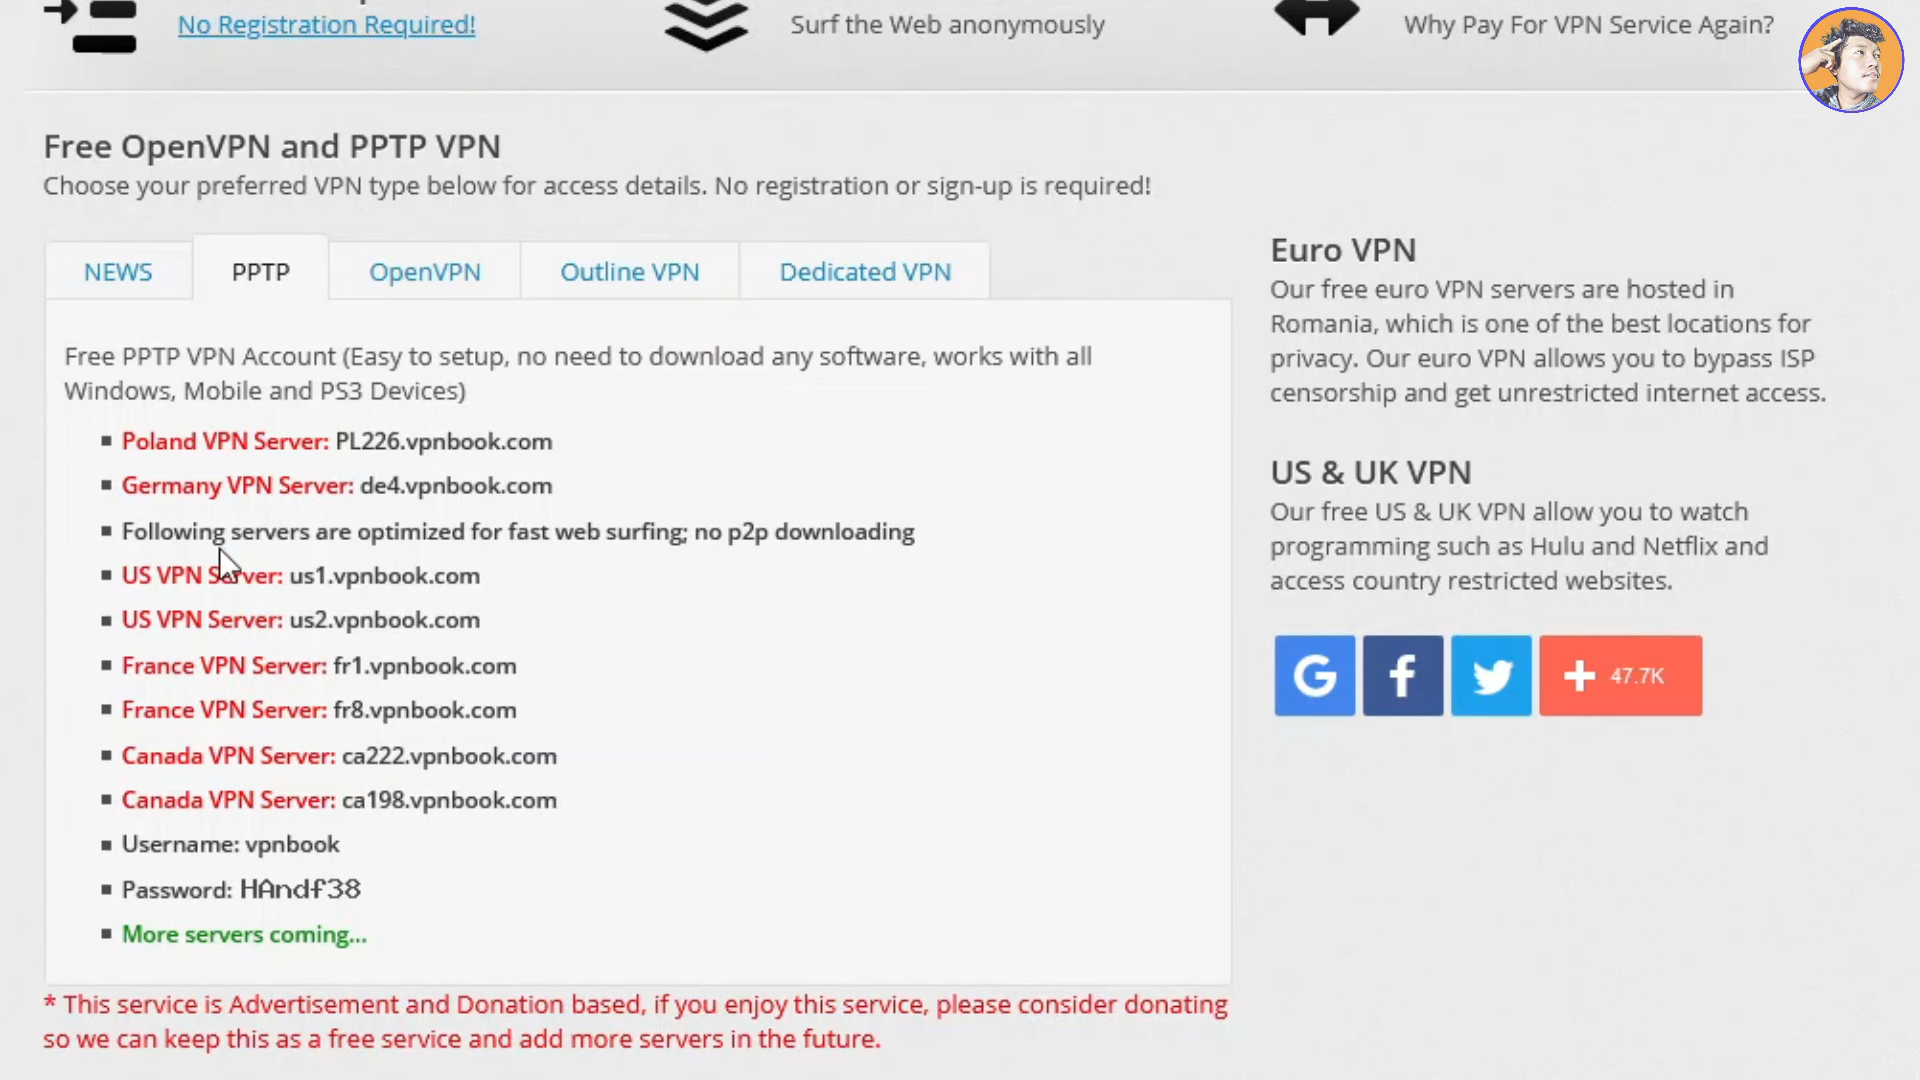 No Registration Required!
Surf the Web anonymously
Why Pay For VPN Service Again?
Free OpenVPN and PPTP VPN
Choose your preferred VPN type below for access details. No registration or sign-up is required!
NEWS
PPTP
OpenVPN
Outline VPN
Dedicated VPN
Free PPTP VPN Account (Easy to setup, no need to download any software, works with all
Windows, Mobile and PS3 Devices)
Poland VPN Server: PL226.vpnbook.com
Germany VPN Server: de4.vpnbook.com
Following servers are optimized for fast web surfing; no p2p downloading
US VPN Server: us1.vpnbook.com
US VPN Server: us2.vpnbook.com
France VPN Server: fr1.vpnbook.com
France VPN Server: fr8.vpnbook.com
Canada VPN Server: ca222.vpnbook.com
Canada VPN Server: ca198.vpnbook.com
Username: vpnbook
Password: HAndf38
More servers coming...
* This service is Advertisement and Donation based, if you enjoy this service, please consider donating
so we can keep this as a free service and add more servers in the future.
Euro VPN
Our free euro VPN servers are hosted in
Romania, which is one of the best locations for
privacy. Our euro VPN allows you to bypass ISP
censorship and get unrestricted internet access.
US & UK VPN
Our free US & UK VPN allow you to watch
programming such as Hulu and Netflix and
access country restricted websites.
47.7K